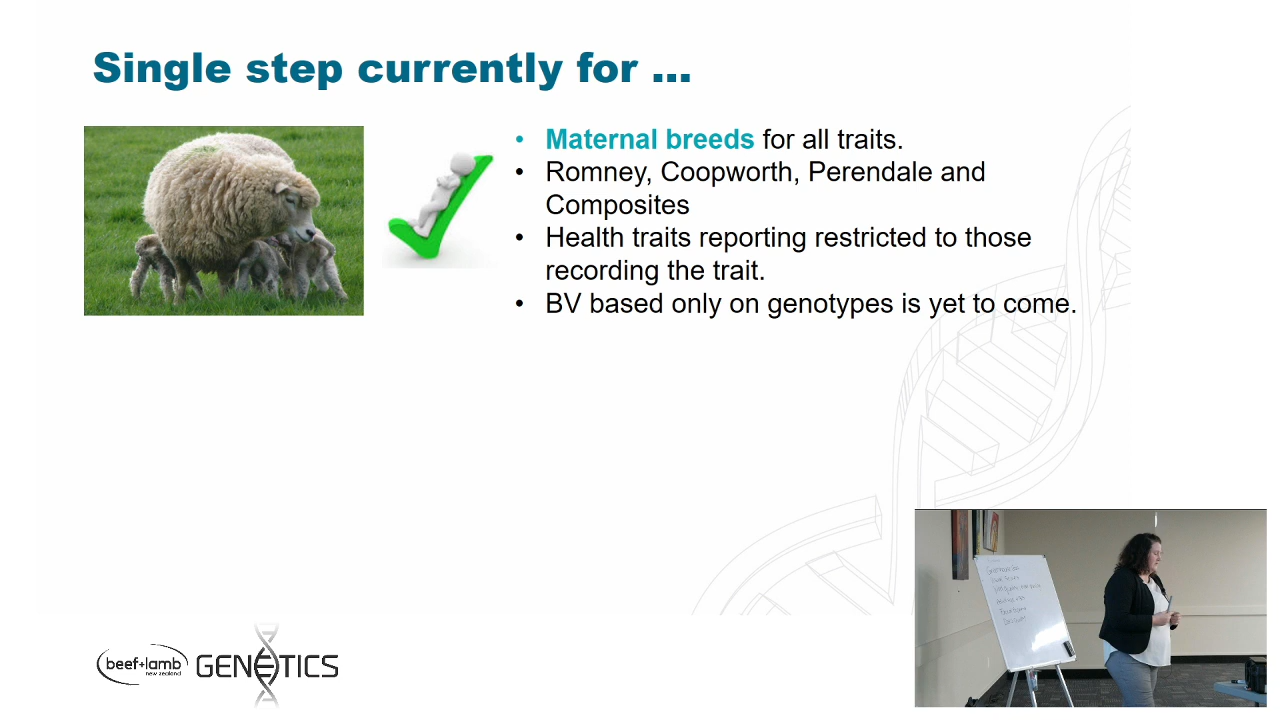 Single step currently for ...
• Maternal breeds for all traits.
• Romney, Coopworth, Perendale and
Composites
• Health traits reporting restricted to those
recording the trait.
• BV based only on genotypes is yet to come.
beef+lamb
new zealand
GENETICS